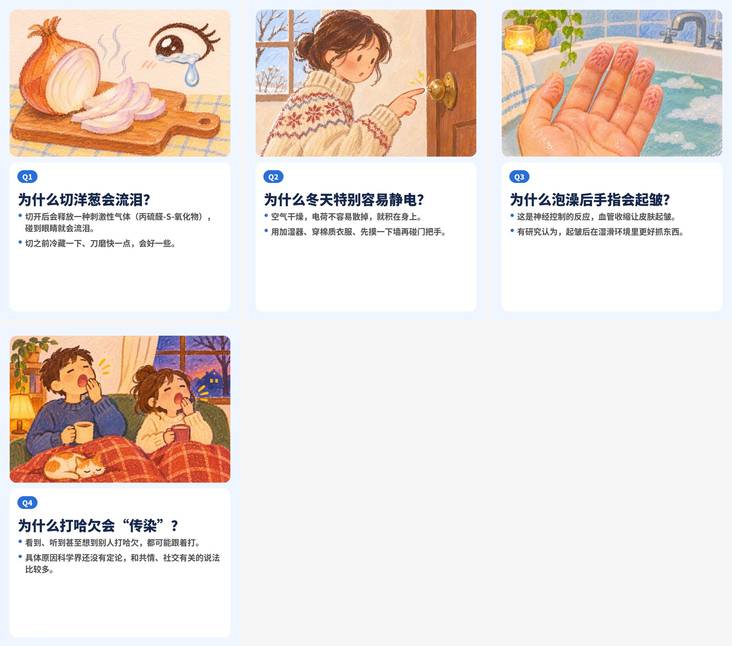 Q1
为什么切洋葱会流泪?
切开后会释放一种刺激性气体（丙硫醛-S-氧化物），
碰到眼睛就会流泪。
切之前冷藏一下、刀磨快一点，会好一些。
Q2
为什么冬天特别容易静电?
空气干燥，电荷不容易散掉，就积在身上。
用加湿器、穿棉质衣服、先摸一下墙再碰门把手。
Q3
为什么泡澡后手指会起皱?
这是神经控制的反应，血管收缩让皮肤起皱。
有研究认为，起皱后在湿滑环境里更好抓东西。
Q4
为什么打哈欠会“传染”?
看到、听到甚至想到别人打哈欠，都可能跟着打。
具体原因科学界还没有定论，和共情、社交有关的说法
比较多。